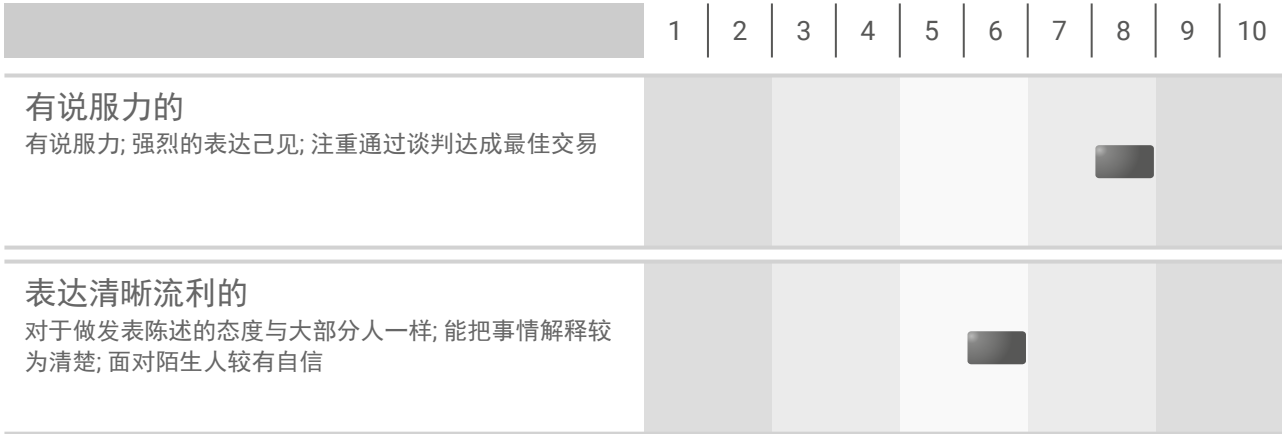 1 2 3 4 5 6 7 8 9 10
有说服力的
有说服力; 强烈的表达己见; 注重通过谈判达成最佳交易
表达清晰流利的
对于做发表陈述的态度与大部分人一样; 能把事情解释较
为清楚; 面对陌生人较有自信